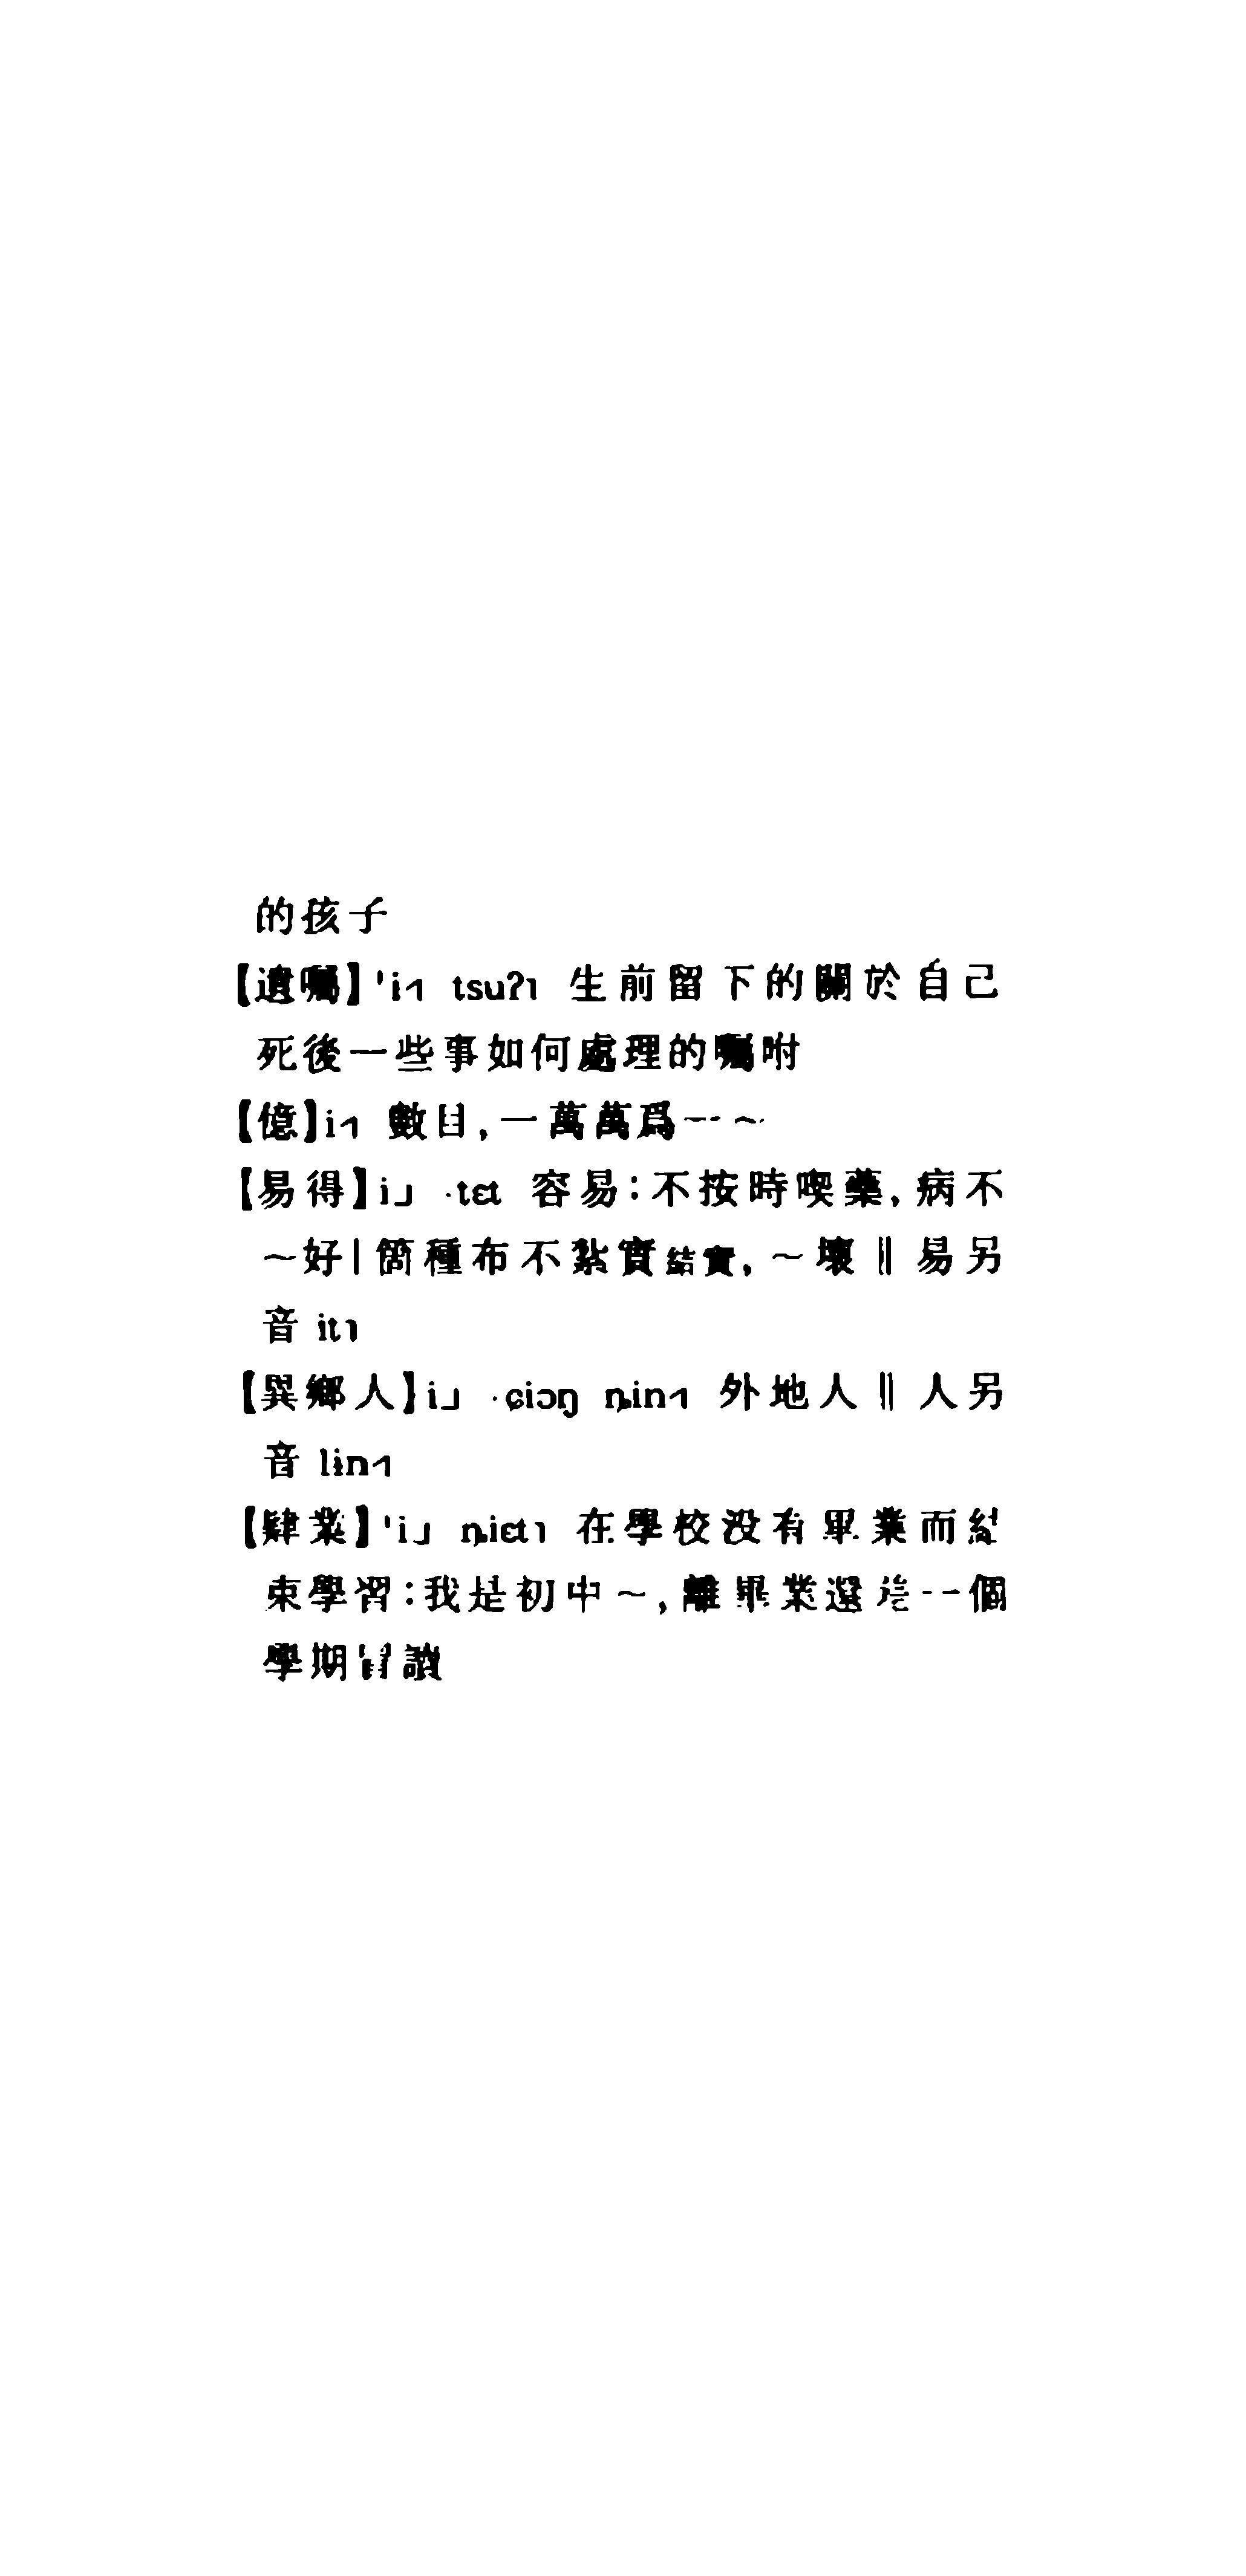 的孩子
【遺囑】ˈi˧˥ tsuʔ˥ 生前留下的關於自己
死後一些事如何處理的囑咐
【億】i˧˥ 數目,一萬萬爲一～
【易得】i˩ ·tɛt 容易:不按時喫藥,病不
～好|箇種布不紮實結實,～壞‖易另
音 it˥
【異鄉人】i˩ ·ɕiɔŋ ȵin˧˥ 外地人‖人另
音 lin˧˥
【肄業】ˈi˩ ȵiɛt˥ 在學校没有畢業而結
束學習:我是初中～,離畢業還差一個
學期冒讀